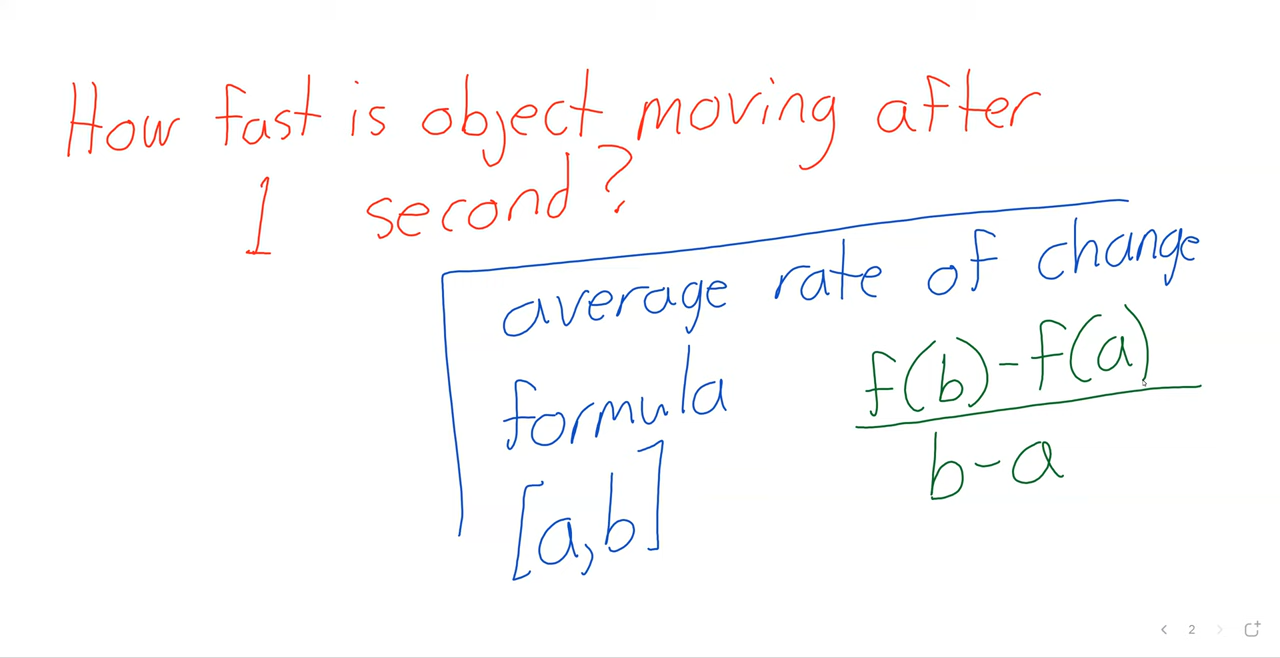 How fast is object moving after
1 second?
average rate of change
formula
[a,b]
f(b)-f(a)
b-a
2